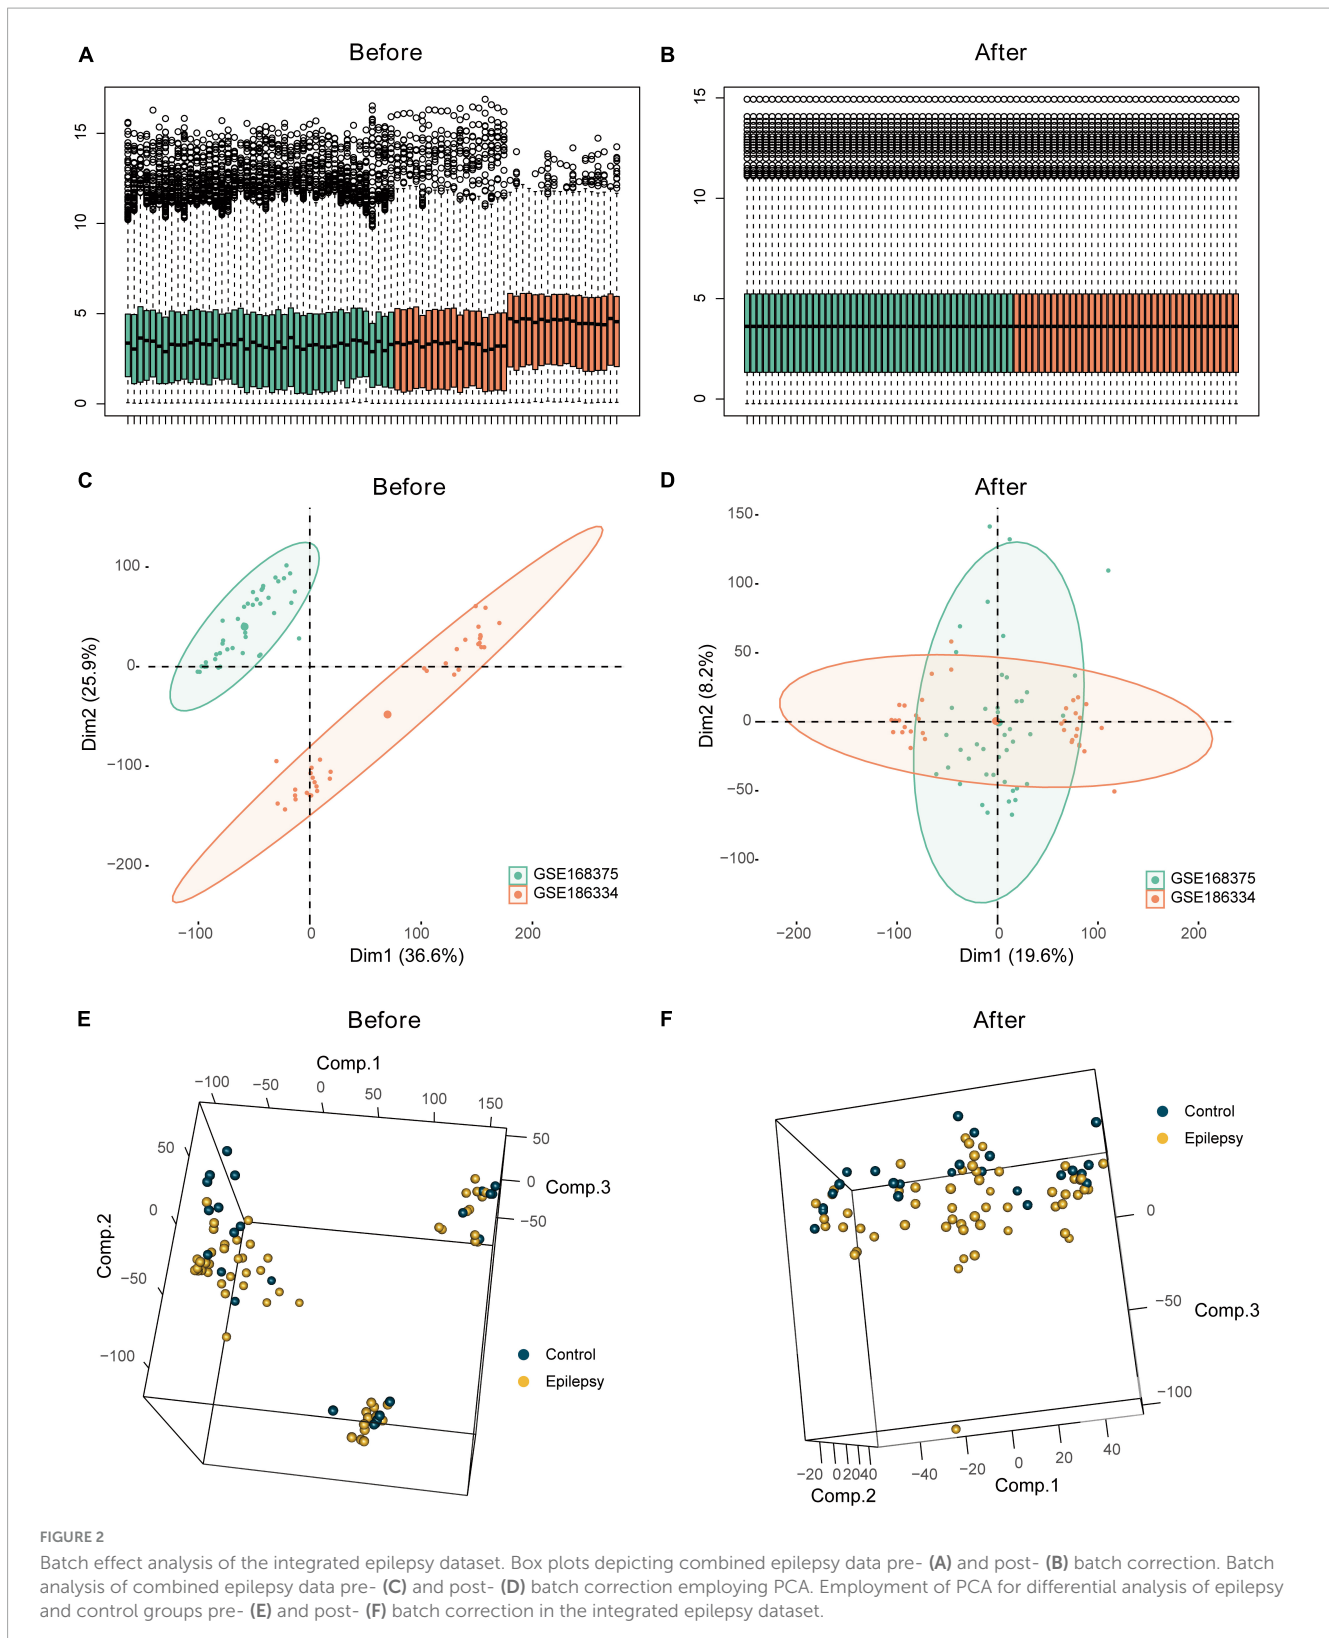 A Before
B After
15
10
5
0
15
10
5
0
C Before
100
0
−100
−200
Dim2 (25.9%)
−100 0 100 200
Dim1 (36.6%)
GSE168375
GSE186334
D After
150
100
50
0
−50
−100
Dim2 (8.2%)
−200 −100 0 100 200
Dim1 (19.6%)
GSE168375
GSE186334
E Before
Comp.1
−100 −50 0 50 100 150
50
0
−50
Comp.3
50
0
−50
−100
Comp.2
Control
Epilepsy
F After
Control
Epilepsy
0
−50
−100
Comp.3
−20 0 20 40
Comp.2
−40 −20 0 20 40
Comp.1
FIGURE 2
Batch effect analysis of the integrated epilepsy dataset. Box plots depicting combined epilepsy data pre- (A) and post- (B) batch correction. Batch
analysis of combined epilepsy data pre- (C) and post- (D) batch correction employing PCA. Employment of PCA for differential analysis of epilepsy
and control groups pre- (E) and post- (F) batch correction in the integrated epilepsy dataset.